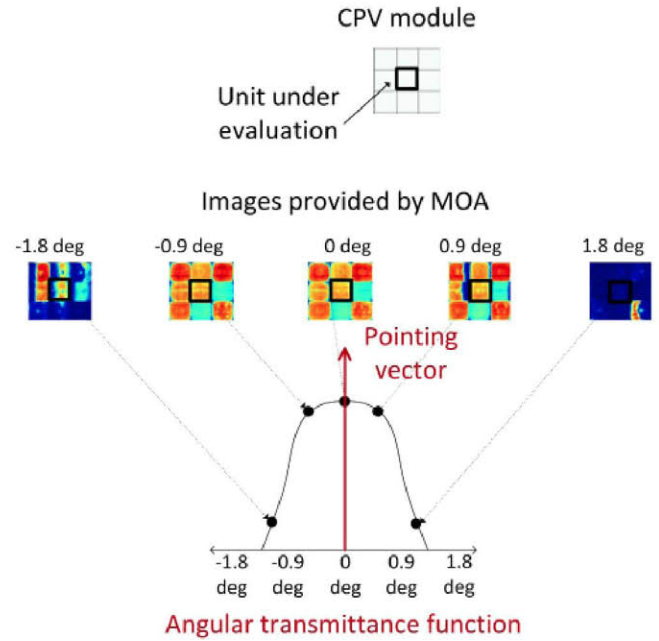 CPV module
Unit under
evaluation
Images provided by MOA
-1.8 deg -0.9 deg 0 deg 0.9 deg 1.8 deg
Pointing
vector
-1.8 -0.9 0 0.9 1.8
deg deg deg deg deg
Angular transmittance function